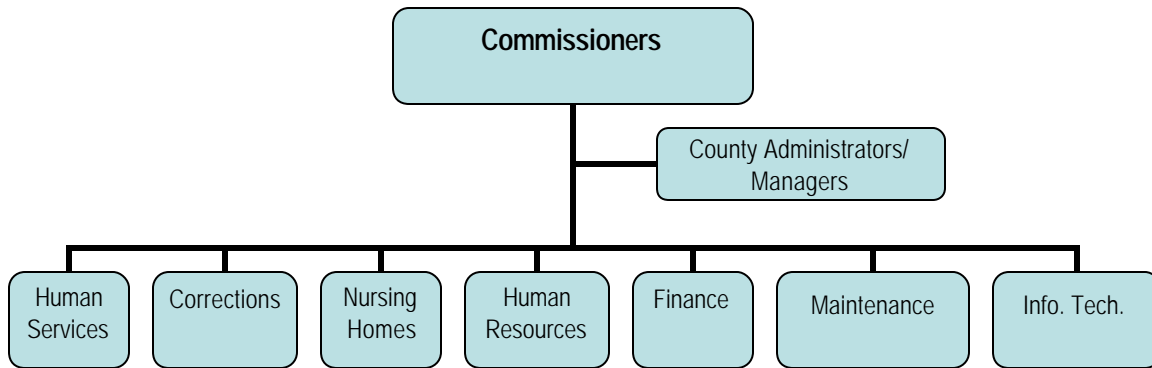 Commissioners
County Administrators/
Managers
Human
Services
Corrections
Nursing
Homes
Human
Resources
Finance
Maintenance
Info. Tech.